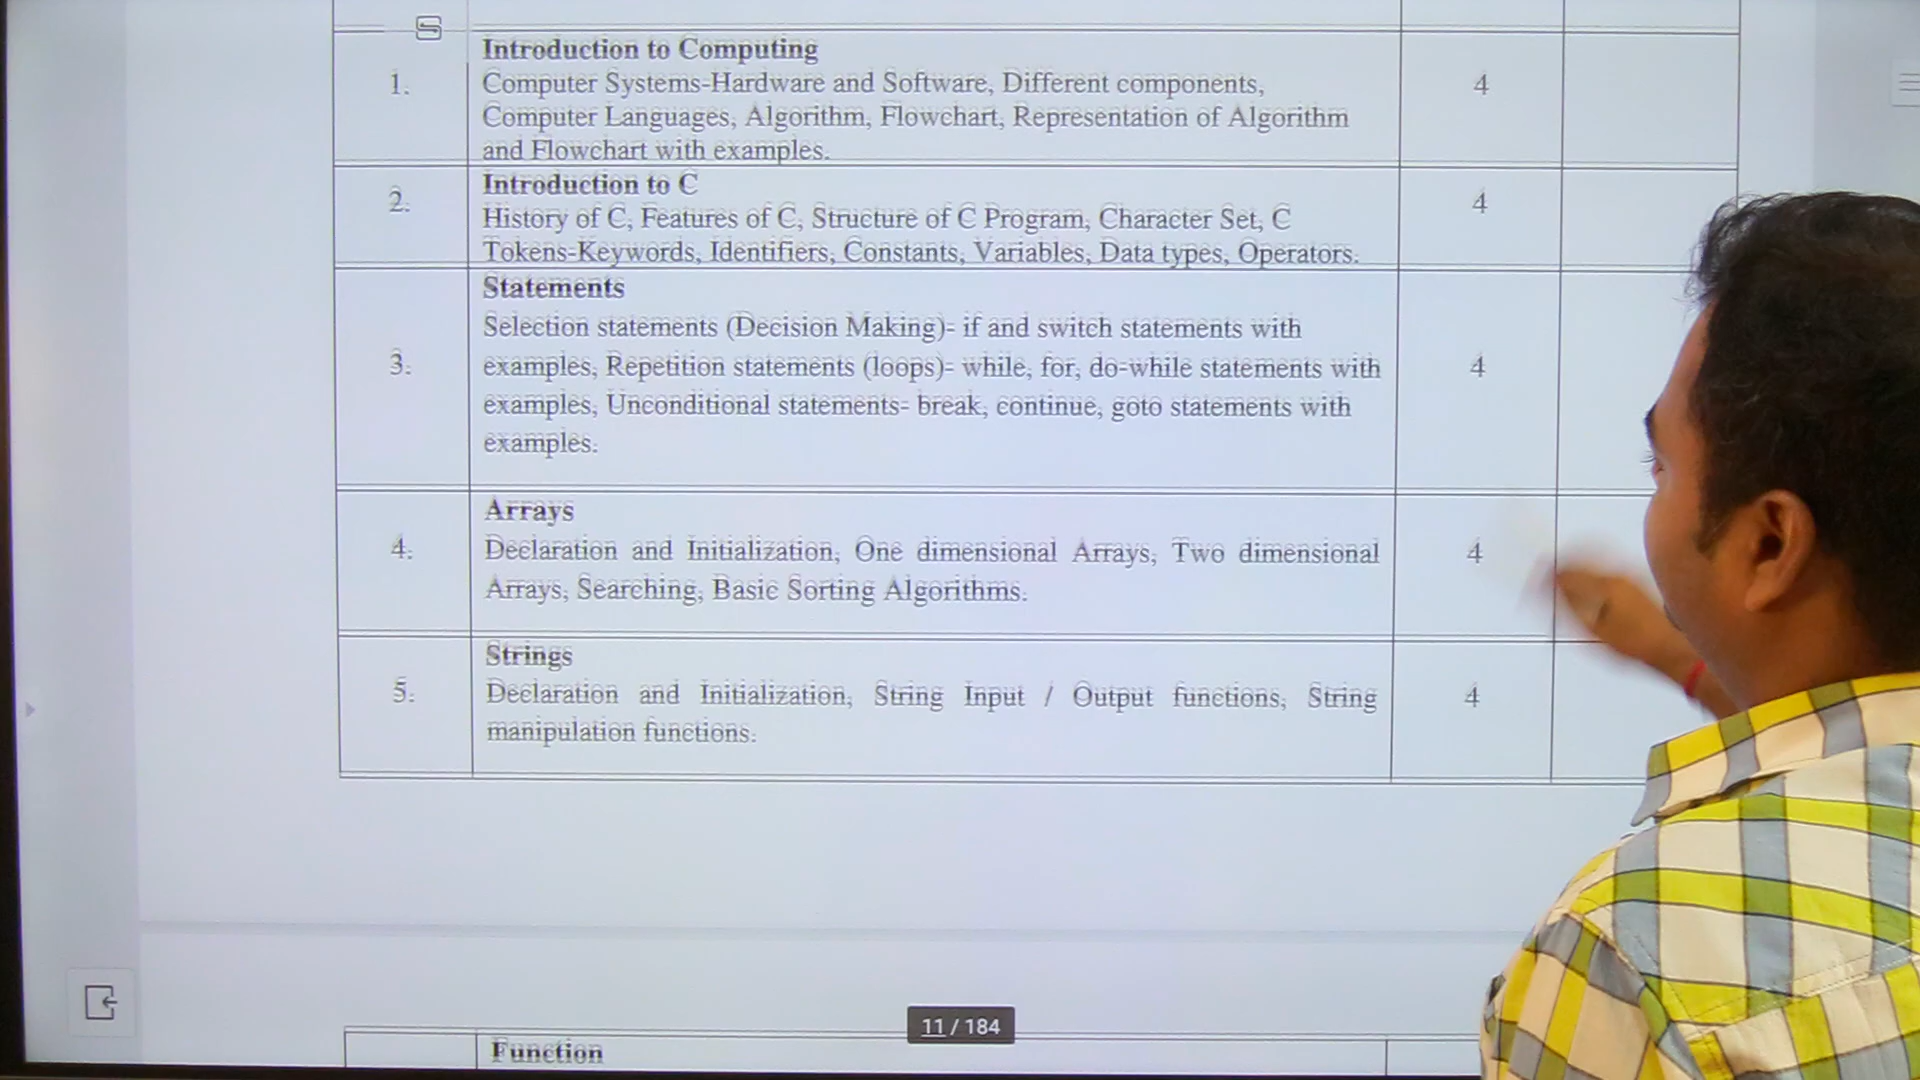 Introduction to Computing
1.
Computer Systems-Hardware and Software, Different components,
4
Computer Languages, Algorithm, Flowchart, Representation of Algorithm
and Flowchart with examples.
Introduction to C
2.
4
History of C, Features of C, Structure of C Program, Character Set, C
Tokens-Keywords, Identifiers, Constants, Variables, Data types, Operators.
Statements
Selection statements (Decision Making)- if and switch statements with
3.
examples, Repetition statements (loops)- while, for, do-while statements with
4
examples, Unconditional statements- break, continue, goto statements with
examples.
Arrays
4.
Declaration and Initialization, One dimensional Arrays, Two dimensional
4
Arrays, Searching, Basic Sorting Algorithms.
Strings
5.
Declaration and Initialization, String Input / Output functions, String
4
manipulation functions.
11 / 184
Function